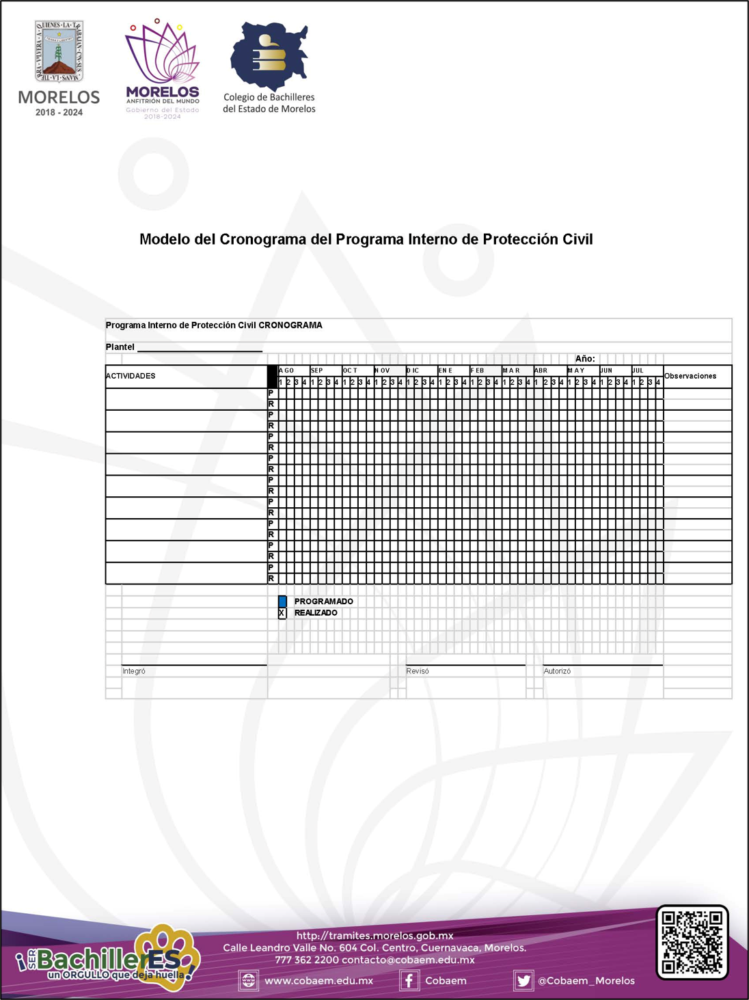 TIERRA Y LIBERTAD
MORELOS
2018 - 2024
MORELOS
ANFITRIÓN DEL MUNDO
Gobierno del Estado
2018-2024
Colegio de Bachilleres
del Estado de Morelos
Modelo del Cronograma del Programa Interno de Protección Civil
Programa Interno de Protección Civil CRONOGRAMA
Plantel
Año:
ACTIVIDADES AGO SEP OCT NOV DIC ENE FEB MAR ABR MAY JUN JUL Observaciones
1 2 3 4 1 2 3 4 1 2 3 4 1 2 3 4 1 2 3 4 1 2 3 4 1 2 3 4 1 2 3 4 1 2 3 4 1 2 3 4 1 2 3 4 1 2 3 4
P
R
P
R
P
R
P
R
P
R
P
R
P
R
P
R
P
R
PROGRAMADO
X REALIZADO
Integró Revisó Autorizó
¡SER BachillerES
un ORGULLO que deja huella!
http://tramites.morelos.gob.mx
Calle Leandro Valle No. 604 Col. Centro, Cuernavaca, Morelos.
777 362 2200 contacto@cobaem.edu.mx
www.cobaem.edu.mx Cobaem @Cobaem_Morelos